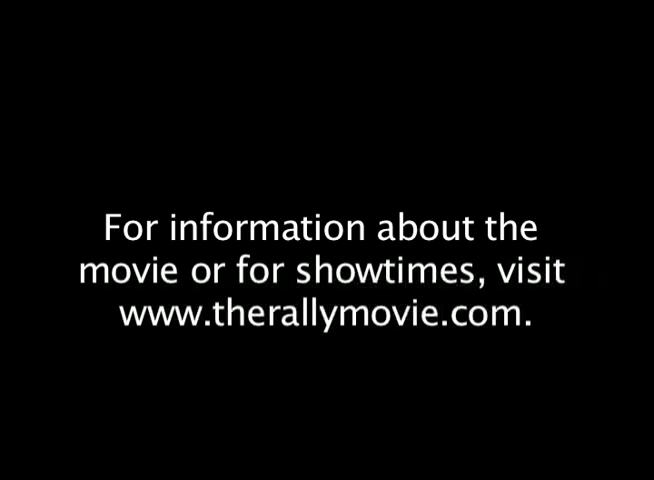 For information about the
movie or for showtimes, visit
www.therallymovie.com.